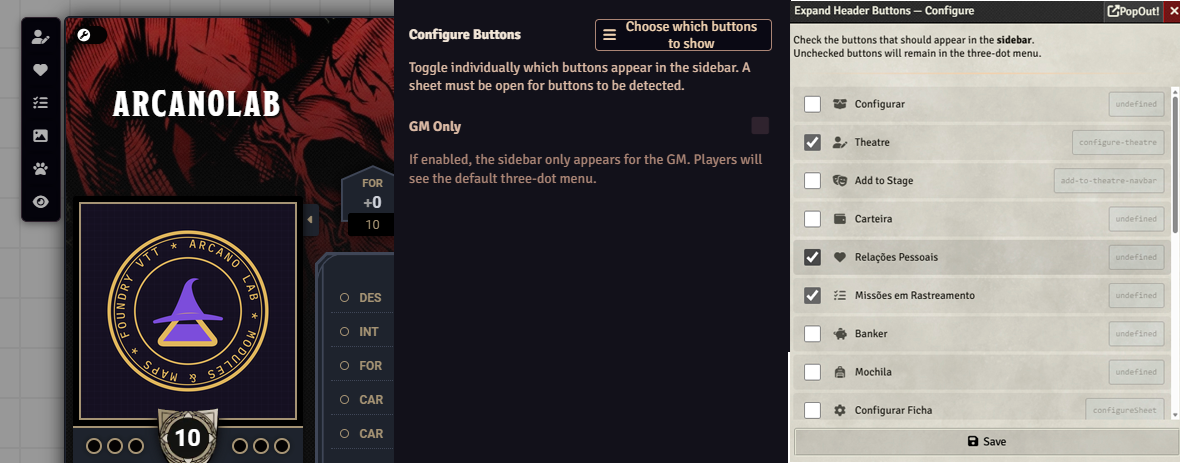 ARCANOLAB
FOR
+0
10
FOUNDRY VTT * ARCANO LAB * MODULES & MAPS *
DES
INT
FOR
CAR
CAR
10
Configure Buttons
Choose which buttons
to show
Toggle individually which buttons appear in the sidebar. A
sheet must be open for buttons to be detected.
GM Only
If enabled, the sidebar only appears for the GM. Players will
see the default three-dot menu.
Expand Header Buttons — Configure
PopOut!
Check the buttons that should appear in the sidebar.
Unchecked buttons will remain in the three-dot menu.
Configurar
undefined
Theatre
configure-theatre
Add to Stage
add-to-theatre-navbar
Carteira
undefined
Relações Pessoais
undefined
Missões em Rastreamento
undefined
Banker
undefined
Mochila
undefined
Configurar Ficha
configureSheet
Save